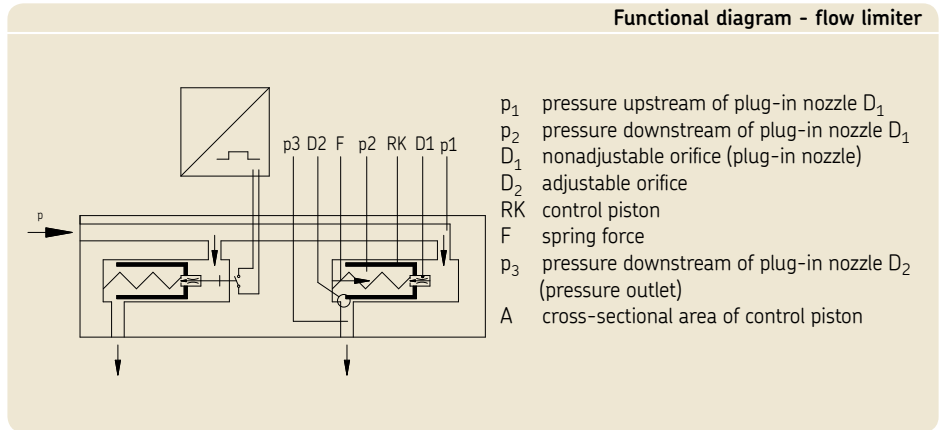 Functional diagram - flow limiter
p3 D2 F p2 RK D1 p1
p
p₁ pressure upstream of plug-in nozzle D₁
p₂ pressure downstream of plug-in nozzle D₁
D₁ nonadjustable orifice (plug-in nozzle)
D₂ adjustable orifice
RK control piston
F spring force
p₃ pressure downstream of plug-in nozzle D₂
(pressure outlet)
A cross-sectional area of control piston